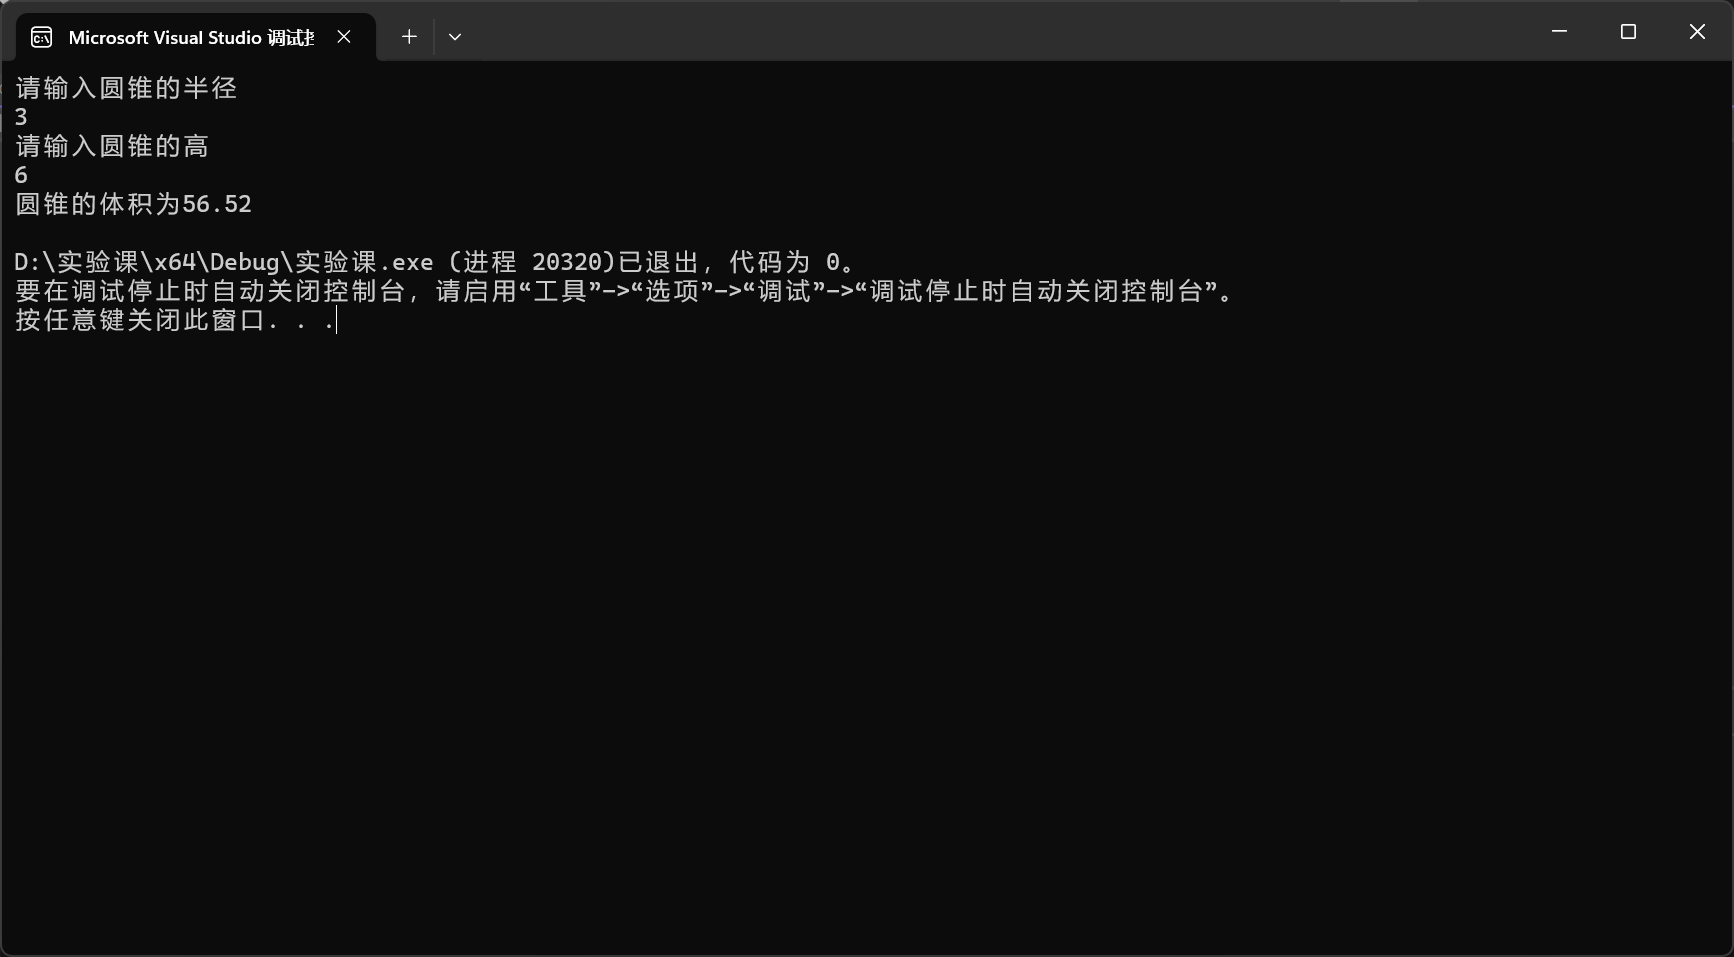 Microsoft Visual Studio 调试
请输入圆锥的半径
3
请输入圆锥的高
6
圆锥的体积为56.52
D:\实验课\x64\Debug\实验课.exe (进程 20320)已退出，代码为 0。
要在调试停止时自动关闭控制台，请启用“工具”->“选项”->“调试”->“调试停止时自动关闭控制台”。
按任意键关闭此窗口. . .